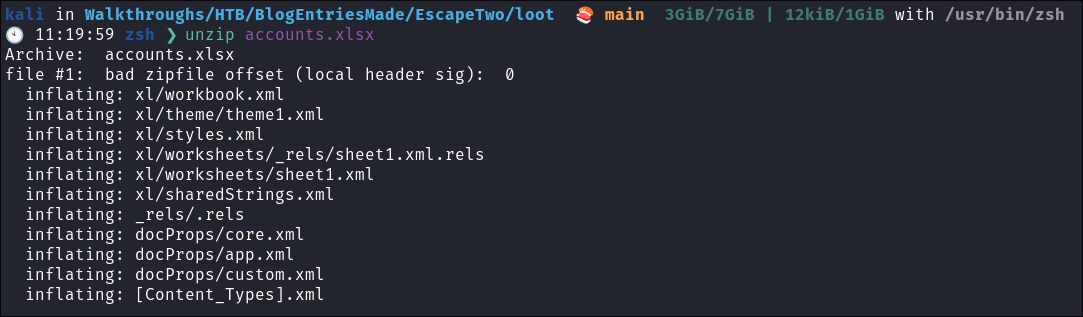 kali in Walkthroughs/HTB/BlogEntriesMade/EscapeTwo/loot 🍣 main 3GiB/7GiB | 12kiB/1GiB with /usr/bin/zsh
🕙 11:19:59 zsh ❯ unzip accounts.xlsx
Archive:  accounts.xlsx
file #1:  bad zipfile offset (local header sig):  0
  inflating: xl/workbook.xml
  inflating: xl/theme/theme1.xml
  inflating: xl/styles.xml
  inflating: xl/worksheets/_rels/sheet1.xml.rels
  inflating: xl/worksheets/sheet1.xml
  inflating: xl/sharedStrings.xml
  inflating: _rels/.rels
  inflating: docProps/core.xml
  inflating: docProps/app.xml
  inflating: docProps/custom.xml
  inflating: [Content_Types].xml